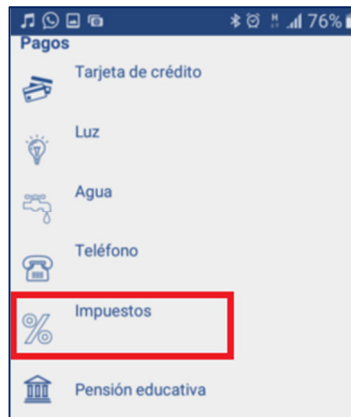 76%
Pagos
Tarjeta de crédito
Luz
Agua
Teléfono
Impuestos
%
Pensión educativa